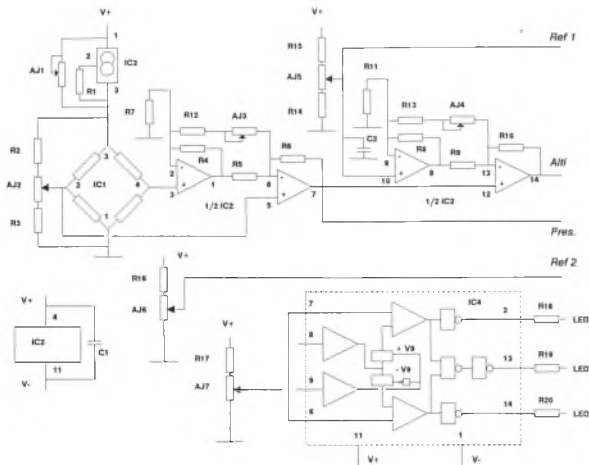 V+
1
2
IC3
AJ1
R1
3
V+
R15
AJ5
R14
Ref 1
R11
R7
R12
AJ3
R13
AJ4
R2
3
R4
R6
C3
R8
R16
AJ2
2
IC1
4
2
3
1
R5
6
5
7
9
10
8
R9
13
12
14
Alti
R3
1
1/2 IC2
1/2 IC2
Pres.
V+
R16
AJ6
Ref 2
V+
4
IC2
C1
11
V-
V+
R17
AJ7
7
IC4
2
R18
LED
8
+ V9
- V9
13
R19
LED
9
6
14
R20
LED
11
1
V+
V-